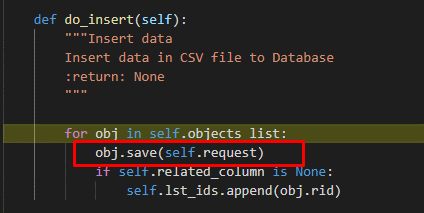 def do_insert(self):
"""Insert data
Insert data in CSV file to Database
:return: None
"""
for obj in self.objects_list:
obj.save(self.request)
if self.related_column is None:
self.lst_ids.append(obj.rid)